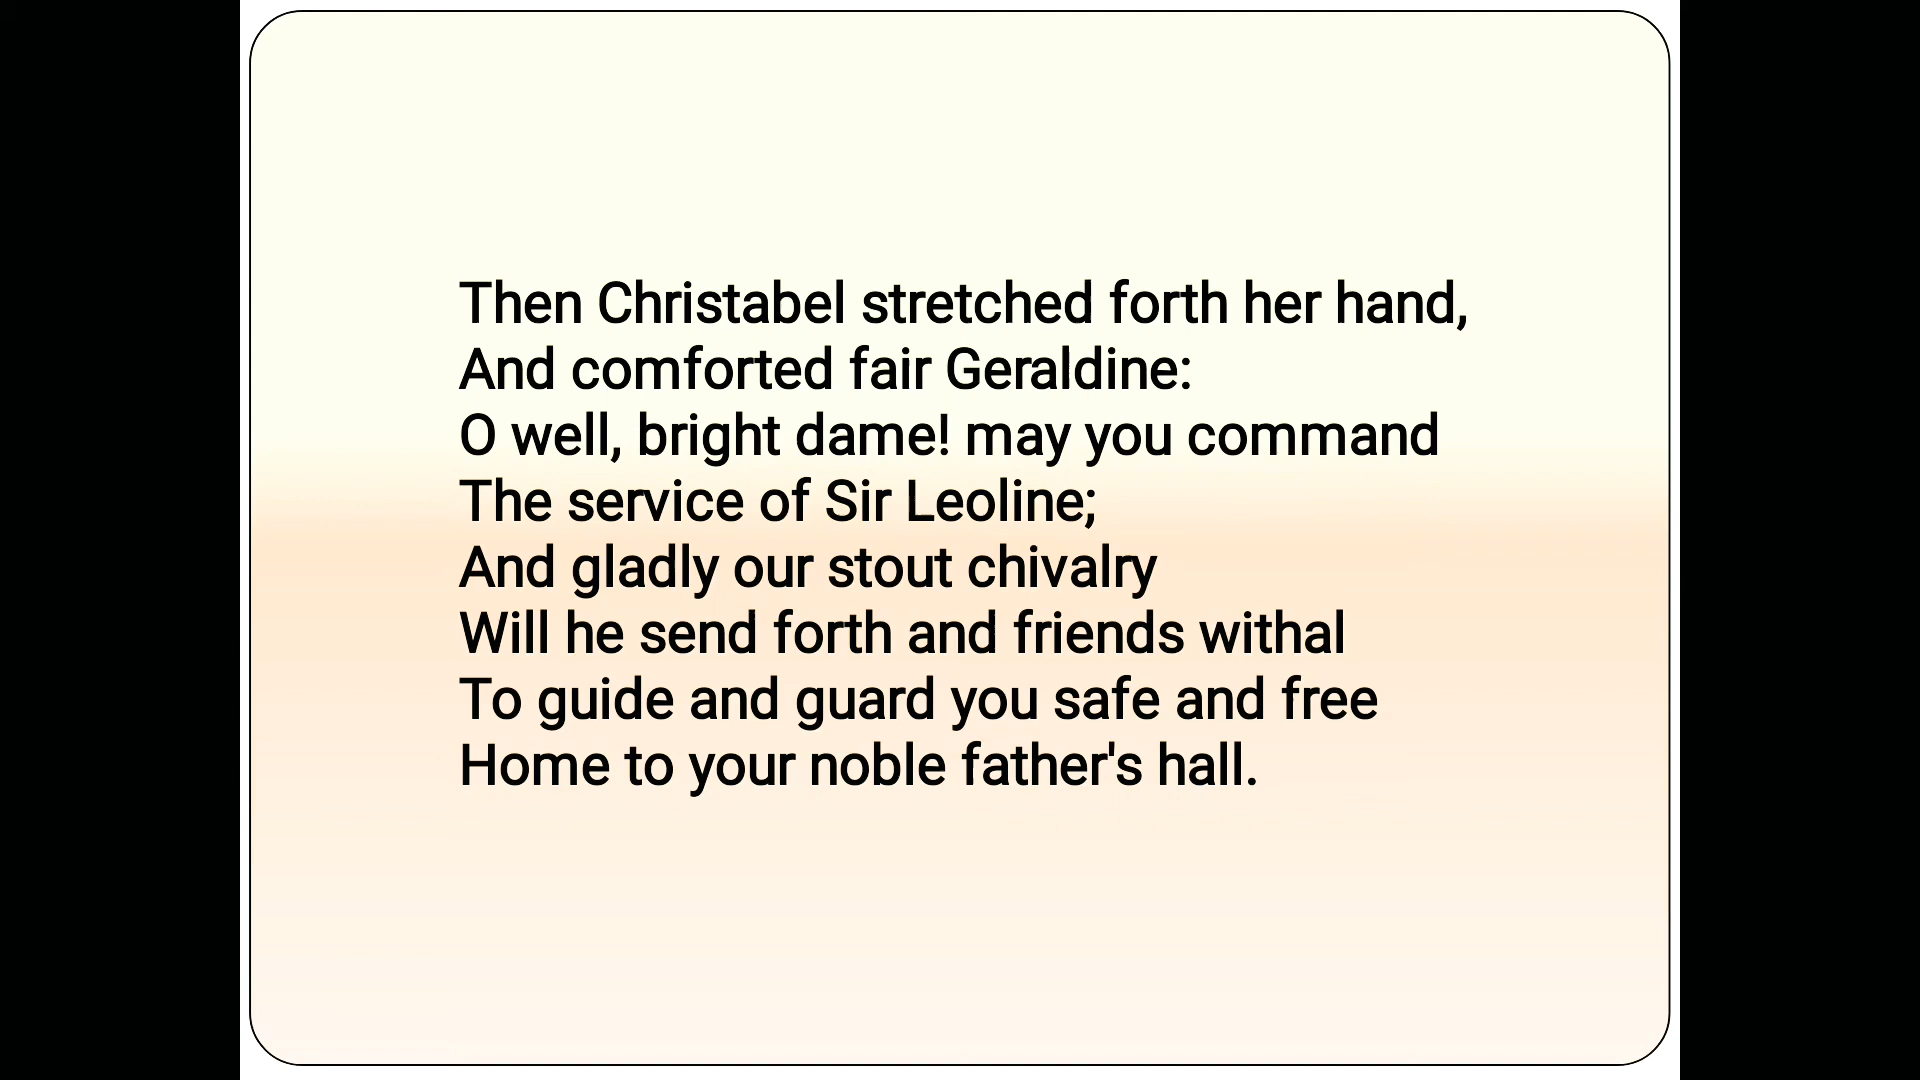 Then Christabel stretched forth her hand,
And comforted fair Geraldine:
O well, bright dame! may you command
The service of Sir Leoline;
And gladly our stout chivalry
Will he send forth and friends withal
To guide and guard you safe and free
Home to your noble father's hall.